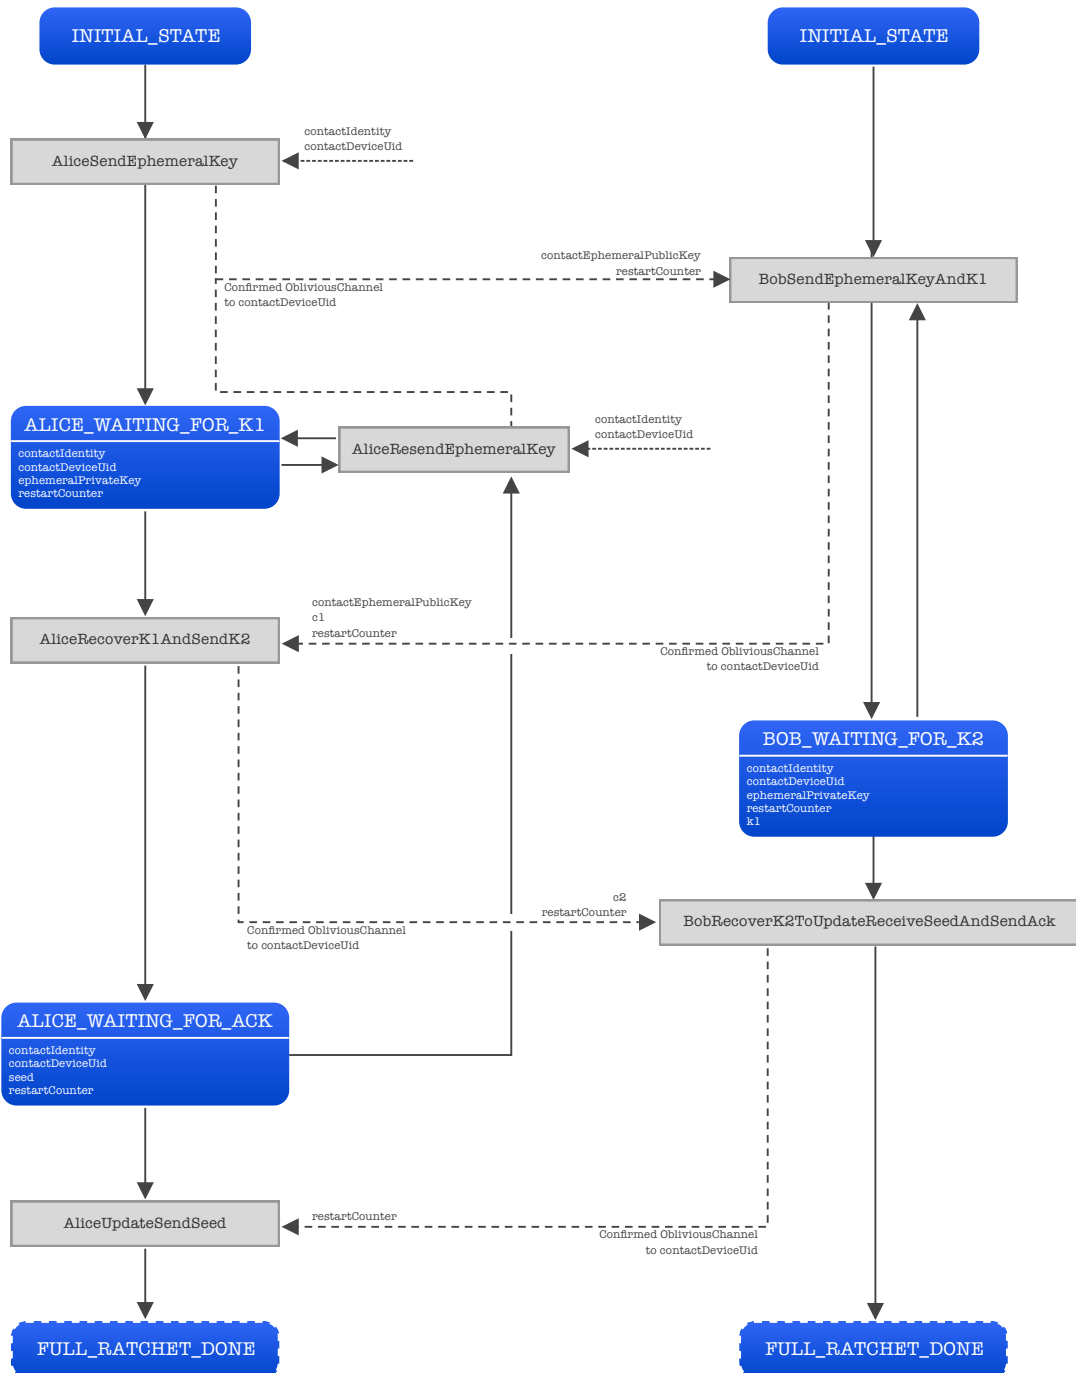 INITIAL_STATE
INITIAL_STATE
contactIdentity
contactDeviceUid
AliceSendEphemeralKey
contactEphemeralPublicKey
restartCounter
BobSendEphemeralKeyAndK1
Confirmed ObliviousChannel
to contactDeviceUid
ALICE_WAITING_FOR_K1
contactIdentity
contactDeviceUid
ephemeralPrivateKey
restartCounter
AliceResendEphemeralKey
contactIdentity
contactDeviceUid
contactEphemeralPublicKey
c1
restartCounter
AliceRecoverK1AndSendK2
Confirmed ObliviousChannel
to contactDeviceUid
BOB_WAITING_FOR_K2
contactIdentity
contactDeviceUid
ephemeralPrivateKey
restartCounter
k1
c2
restartCounter
BobRecoverK2ToUpdateReceiveSeedAndSendAck
Confirmed ObliviousChannel
to contactDeviceUid
ALICE_WAITING_FOR_ACK
contactIdentity
contactDeviceUid
seed
restartCounter
AliceUpdateSendSeed
restartCounter
Confirmed ObliviousChannel
to contactDeviceUid
FULL_RATCHET_DONE
FULL_RATCHET_DONE